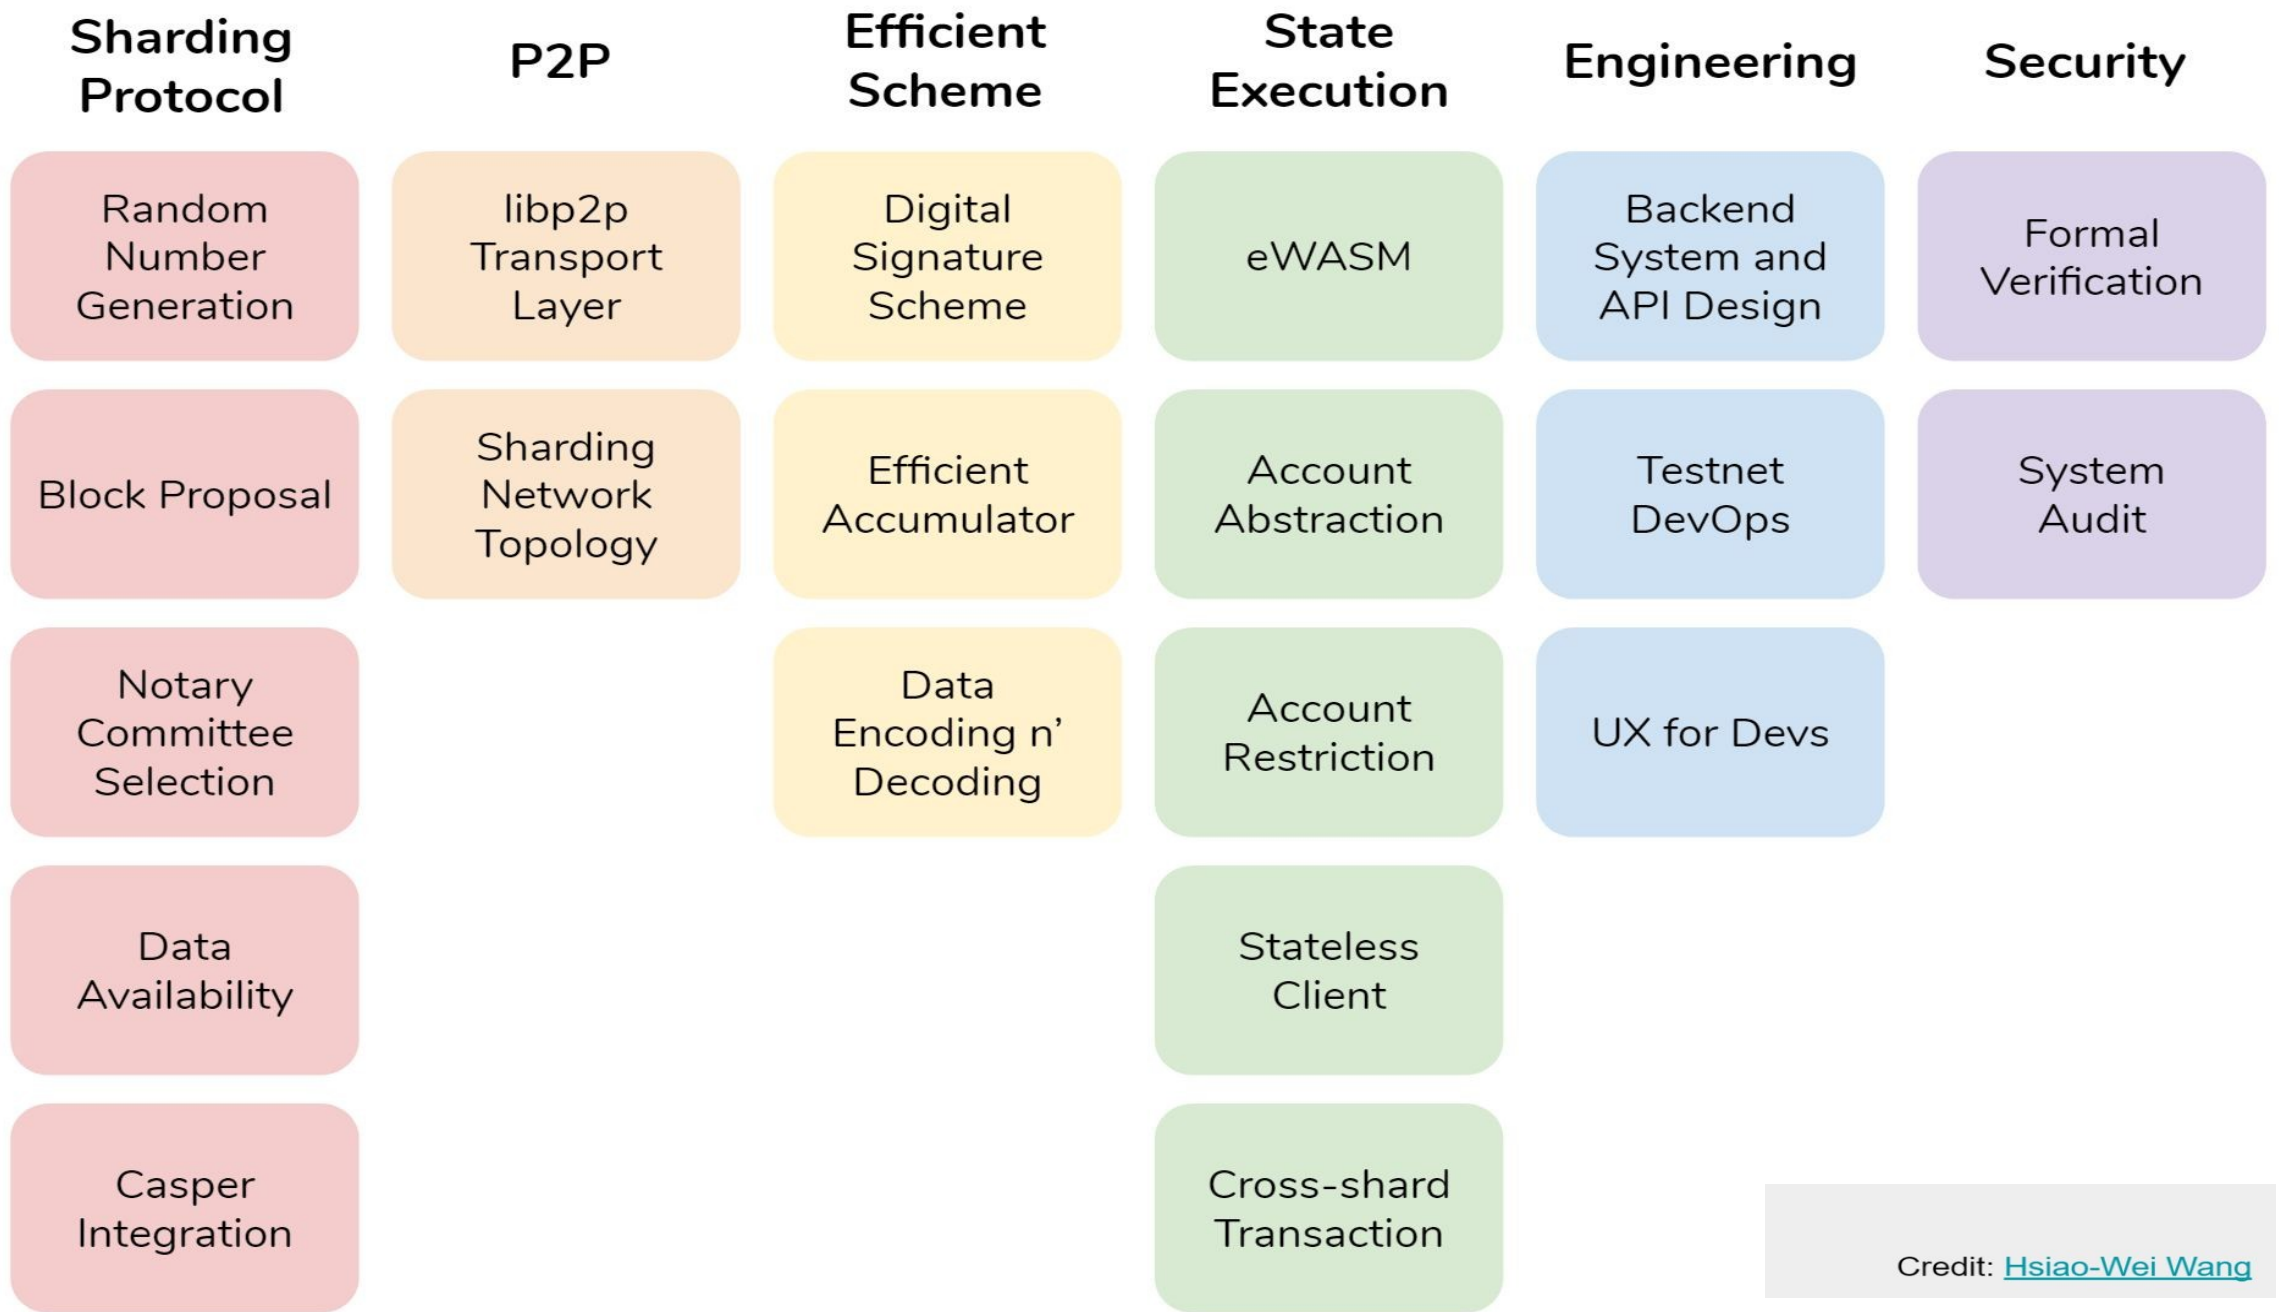 Sharding
Protocol
P2P
Efficient
Scheme
State
Execution
Engineering
Security
Random
Number
Generation
libp2p
Transport
Layer
Digital
Signature
Scheme
eWASM
Backend
System and
API Design
Formal
Verification
Block Proposal
Sharding
Network
Topology
Efficient
Accumulator
Account
Abstraction
Testnet
DevOps
System
Audit
Notary
Committee
Selection
Data
Encoding n’
Decoding
Account
Restriction
UX for Devs
Data
Availability
Stateless
Client
Casper
Integration
Cross-shard
Transaction
Credit: Hsiao-Wei Wang